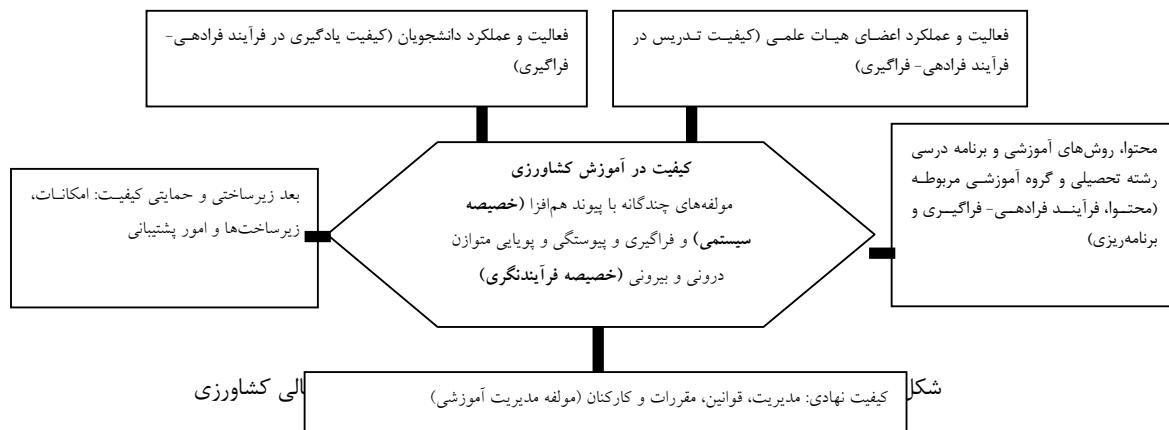 فعالیت و عملکرد اعضای هیات علمی (کیفیت تدریس در
فرآیند فرادهی- فراگیری)
فعالیت و عملکرد دانشجویان (کیفیت یادگیری در فرآیند فرادهی-
فراگیری)
محتوا، روش‌های آموزشی و برنامه درسی
رشته تحصیلی و گروه آموزشی مربوطه
(محتوا، فرآیند فرادهی- فراگیری و
برنامه‌ریزی)
کیفیت در آموزش کشاورزی
مولفه‌های چندگانه با پیوند هم‌افزا (خصیصه
سیستمی) و فراگیری و پیوستگی و پویایی متوازن
درونی و بیرونی (خصیصه فرآیندنگری)
بعد زیرساختی و حمایتی کیفیت: امکانات،
زیرساخت‌ها و امور پشتیبانی
شکل کشاورزی
کیفیت نهادی: مدیریت، قوانین، مقررات و کارکنان (مولفه مدیریت آموزشی)